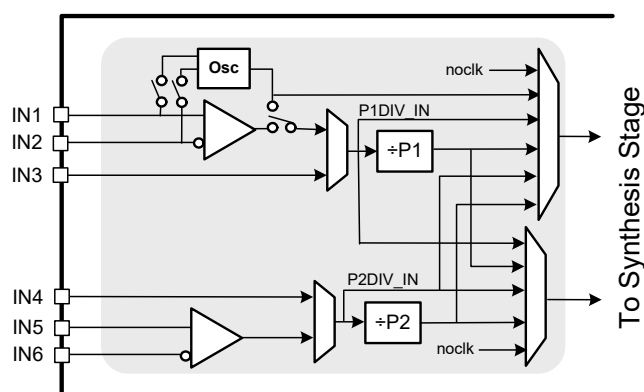 Osc
noclk
IN1
P1DIV_IN
IN2
÷P1
IN3
To Synthesis Stage
P2DIV_IN
IN4
IN5
÷P2
IN6
noclk